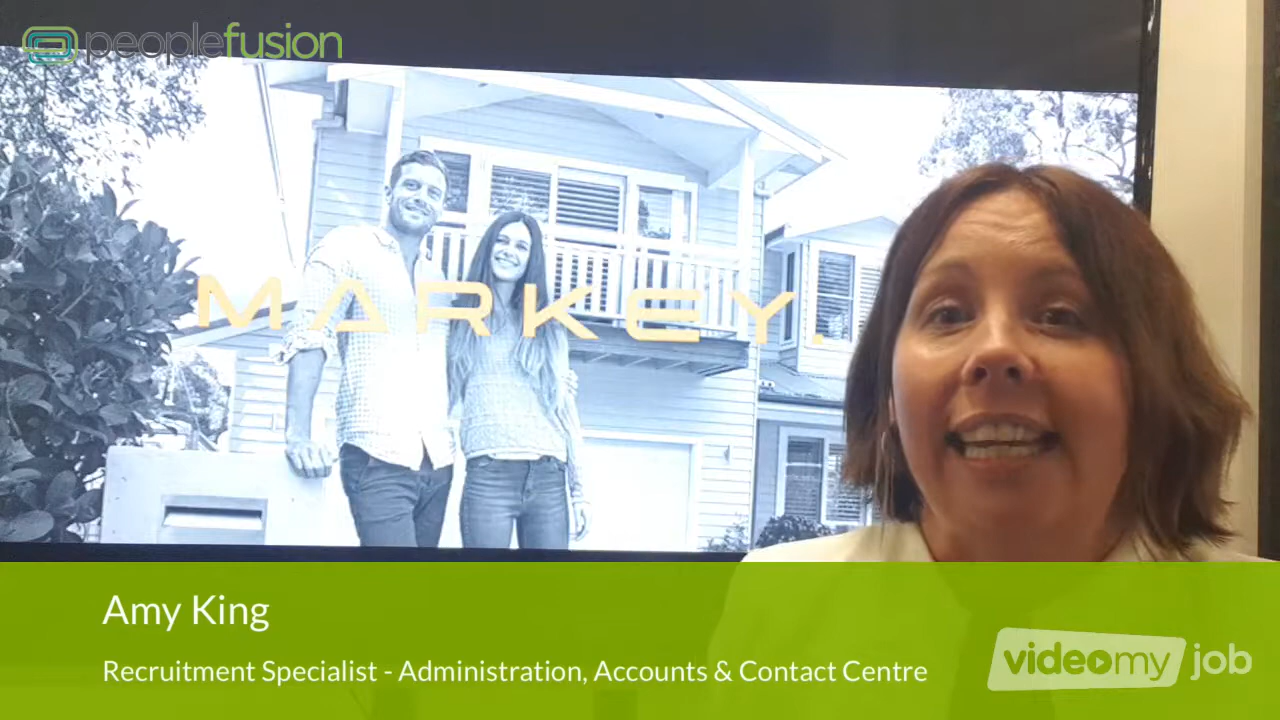 peoplefusion
MARKEY.
Amy King
Recruitment Specialist - Administration, Accounts & Contact Centre
videomyjob